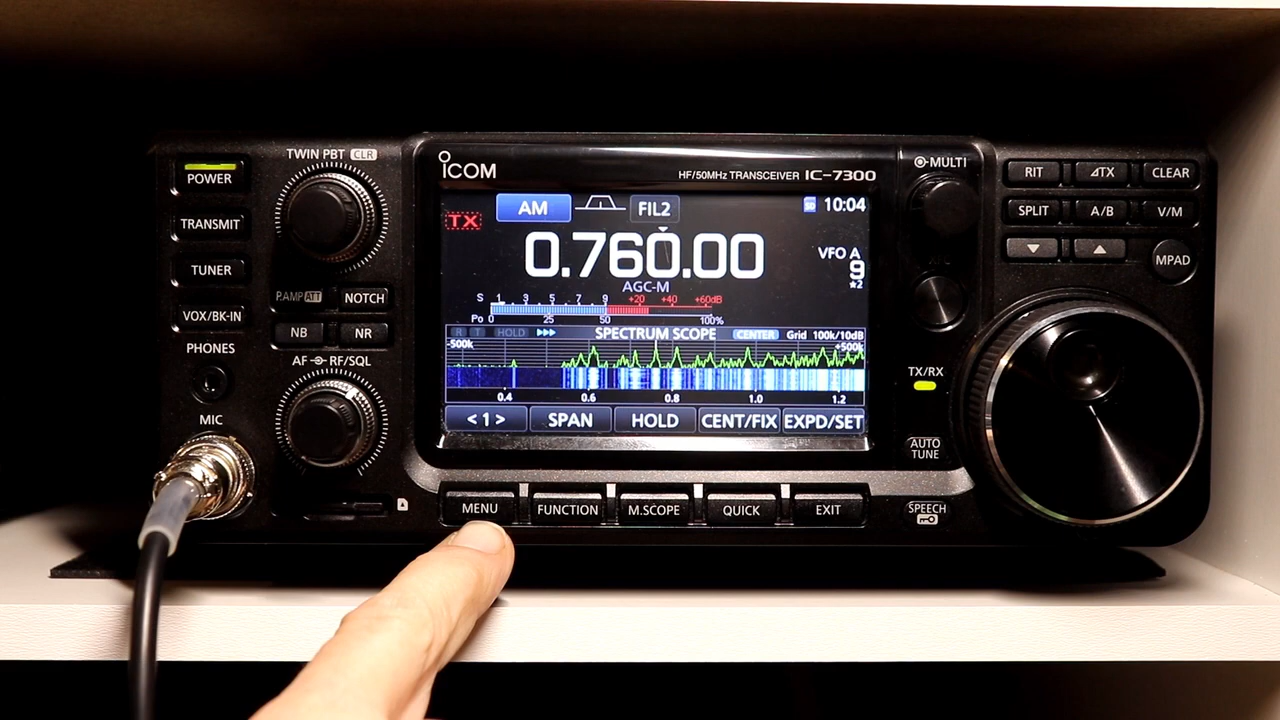 TWIN PBT CLR
POWER
TRANSMIT
TUNER
VOX/BK-IN
PHONES
MIC
P.AMP ATT
NOTCH
NB
NR
AF RF/SQL
ICOM
HF/50MHz TRANSCEIVER IC-7300
TX
AM
FIL2
10:04
0.760.00
VFO A
9
★2
AGC-M
S 1 3 5 7 9 +20 +40 +60dB
Po 0 25 50 100%
R T HOLD SPECTRUM SCOPE CENTER Grid 100k/10dB
-500k +500k
0.4 0.6 0.8 1.0 1.2
< 1 > SPAN HOLD CENT/FIX EXPD/SET
MENU FUNCTION M.SCOPE QUICK EXIT
MULTI
TX/RX
AUTO
TUNE
SPEECH
RIT ⊿TX CLEAR
SPLIT A/B V/M
▼ ▲
MPAD